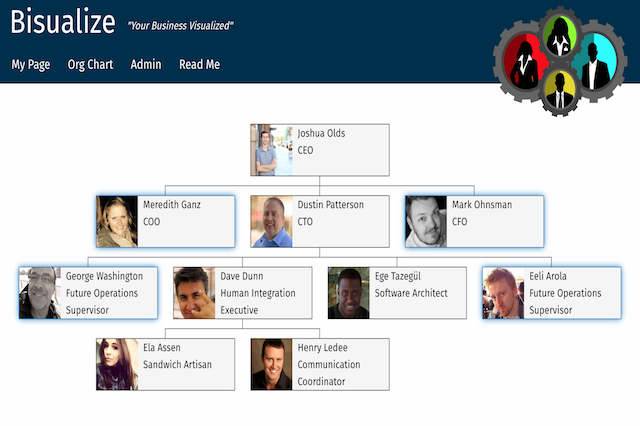 Bisualize "Your Business Visualized"
My Page Org Chart Admin Read Me
Joshua Olds
CEO
Meredith Ganz
COO
Dustin Patterson
CTO
Mark Ohnsman
CFO
George Washington
Future Operations
Supervisor
Dave Dunn
Human Integration
Executive
Ege Tazegül
Software Architect
Eeli Arola
Future Operations
Supervisor
Ela Assen
Sandwich Artisan
Henry Ledee
Communication
Coordinator